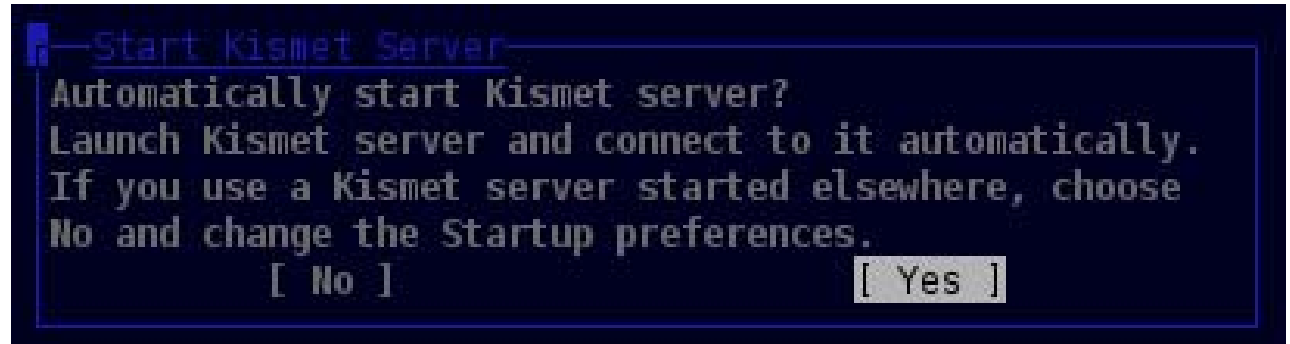 Start Kismet Server
Automatically start Kismet server?
Launch Kismet server and connect to it automatically.
If you use a Kismet server started elsewhere, choose
No and change the Startup preferences.
[ No ] [ Yes ]